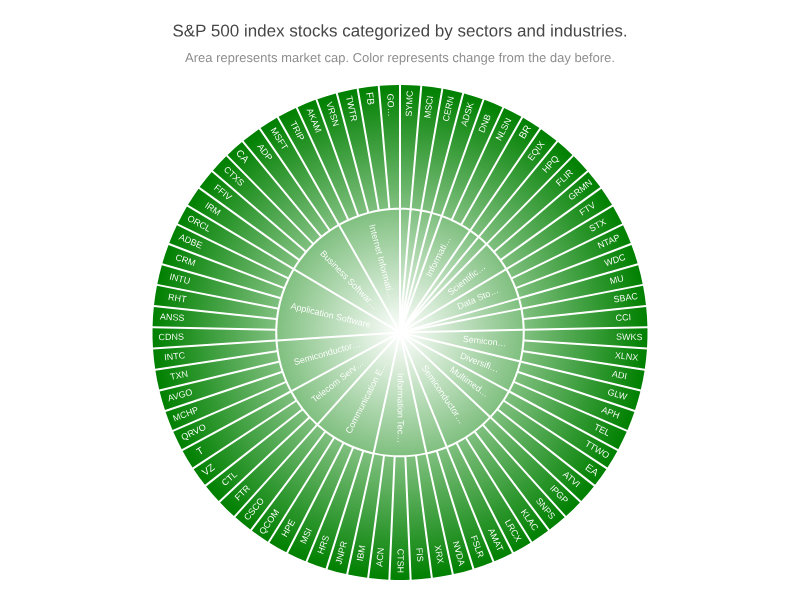 S&P 500 index stocks categorized by sectors and industries.
Area represents market cap. Color represents change from the day before.
SYMC
MSCI
CERN
ADSK
DNB
NLSN
BR
EQIX
HPQ
FLIR
GRMN
FTV
STX
NTAP
WDC
MU
SBAC
CCI
SWKS
XLNX
ADI
GLW
APH
TEL
TTWO
EA
ATVI
IPGP
SNPS
KLAC
LRCX
AMAT
FSLR
NVDA
XRX
FIS
CTSH
ACN
IBM
JNPR
HRS
MSI
HPE
QCOM
CSCO
FTR
CTL
VZ
T
QRVO
MCHP
AVGO
TXN
INTC
CDNS
ANSS
RHT
INTU
CRM
ADBE
ORCL
IRM
FFIV
CTXS
CA
ADP
MSFT
TRIP
AKAM
VRSN
TWTR
FB
GO…
Informati…
Scientific…
Data Sto…
Semicon…
Diversifi…
Multimed…
Semiconductor…
Information Tec…
Communication E…
Telecom Serv…
Semiconductor…
Application Software
Business Softwar…
Internet Informati…